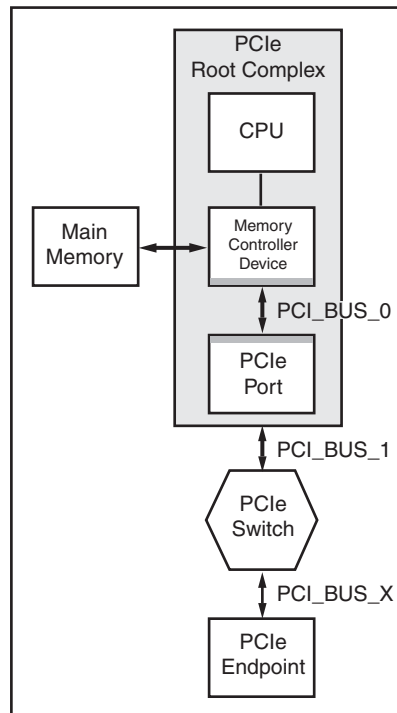 PCIe
Root Complex
CPU
Main
Memory
Memory
Controller
Device
PCI_BUS_0
PCIe
Port
PCI_BUS_1
PCIe
Switch
PCI_BUS_X
PCIe
Endpoint